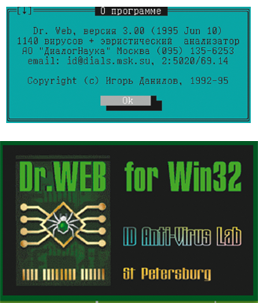 [↓]
О программе
Dr. Web, версия 3.00 (1995 Jun 10)
1140 вирусов + эвристический анализатор
АО "ДиалогНаука" Москва (095) 135-6253
email: id@dials.msk.su, 2:5020/69.14
Copyright (c) Игорь Данилов, 1992-95
Ok
Dr.WEB for Win32
ID Anti-Virus Lab
St Petersburg